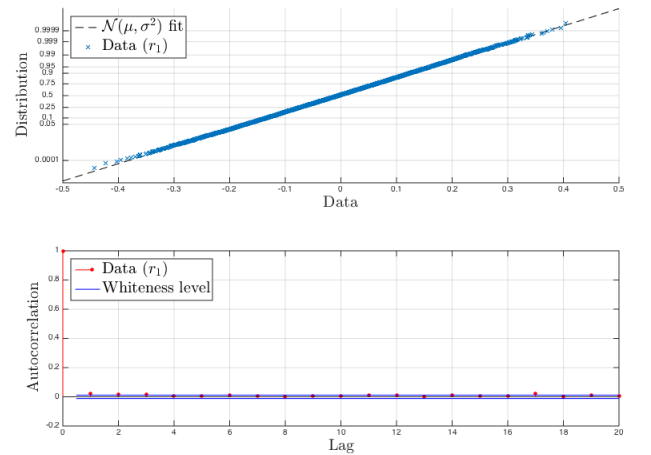 0.9999
0.999
0.99
0.95
0.9
0.75
0.5
0.25
0.1
0.05
0.0001
Distribution
N(μ, σ²) fit
Data (r₁)
-0.5 -0.4 -0.3 -0.2 -0.1 0 0.1 0.2 0.3 0.4 0.5
Data
1
0.8
0.6
0.4
0.2
0
-0.2
Autocorrelation
Data (r₁)
Whiteness level
0 2 4 6 8 10 12 14 16 18 20
Lag